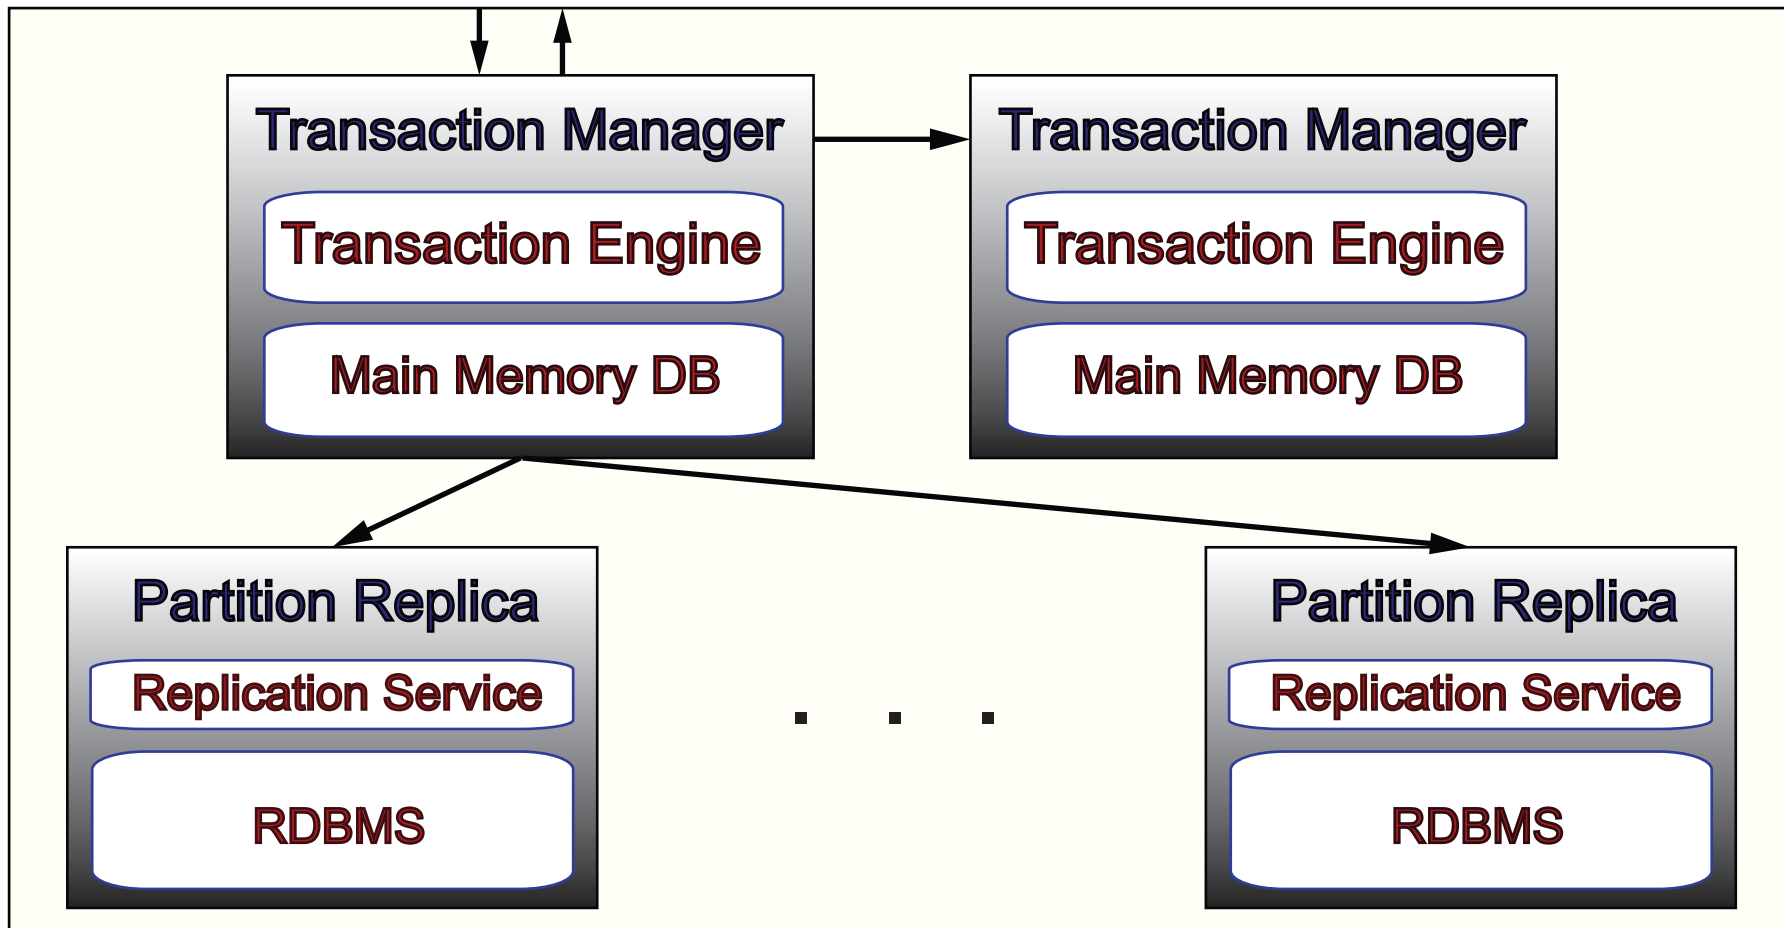 Transaction Manager
Transaction Engine
Main Memory DB
Transaction Manager
Transaction Engine
Main Memory DB
Partition Replica
Replication Service
RDBMS
. . .
Partition Replica
Replication Service
RDBMS